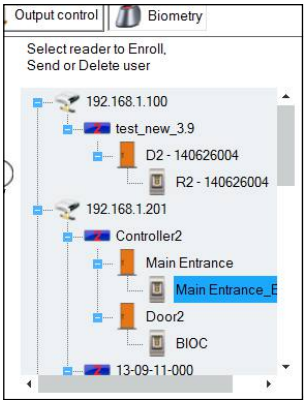 Output control
Biometry
Select reader to Enroll,
Send or Delete user
192.168.1.100
test_new_3.9
D2 - 140626004
R2 - 140626004
192.168.1.201
Controller2
Main Entrance
Main Entrance_E
Door2
BIOC
13-09-11-000